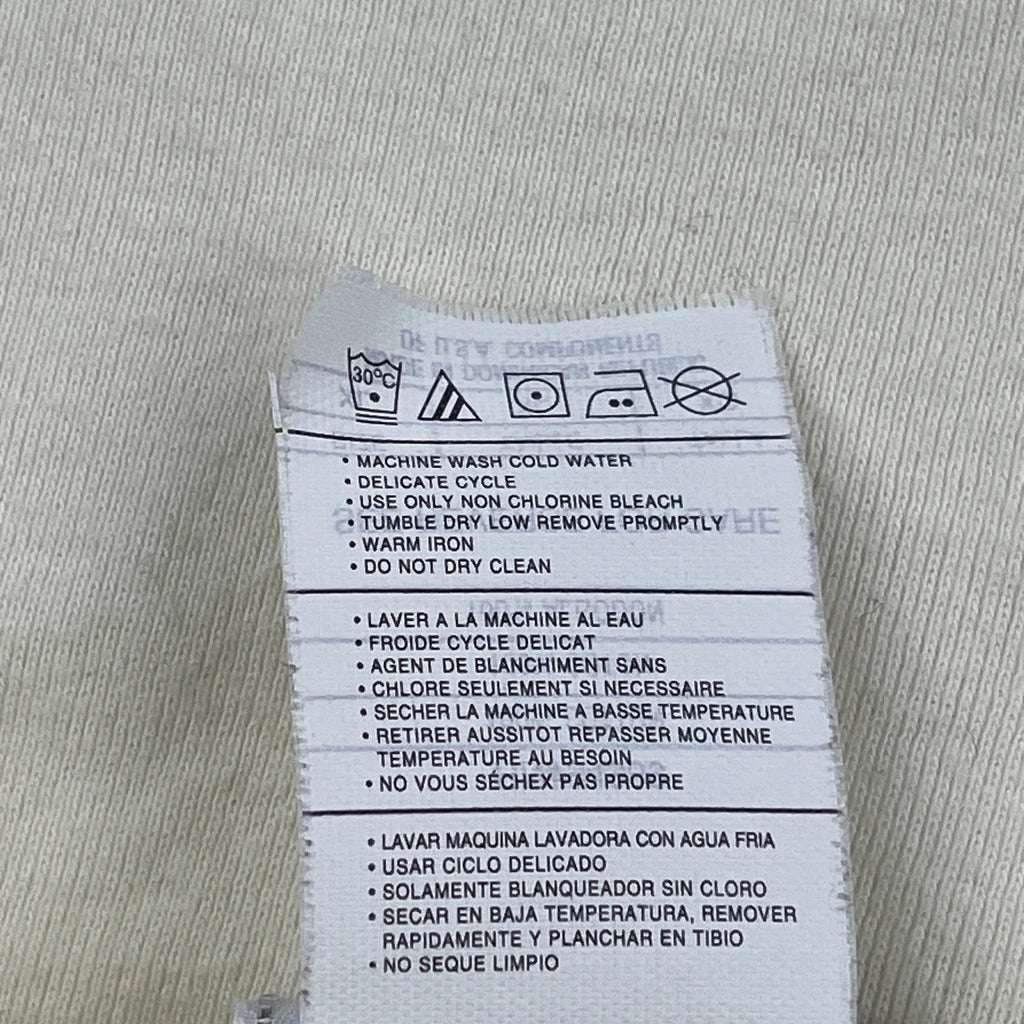 30°C
• MACHINE WASH COLD WATER
• DELICATE CYCLE
• USE ONLY NON CHLORINE BLEACH
• TUMBLE DRY LOW REMOVE PROMPTLY
• WARM IRON
• DO NOT DRY CLEAN
• LAVER A LA MACHINE AL EAU
• FROIDE CYCLE DELICAT
• AGENT DE BLANCHIMENT SANS
• CHLORE SEULEMENT SI NECESSAIRE
• SECHER LA MACHINE A BASSE TEMPERATURE
• RETIRER AUSSITOT REPASSER MOYENNE
TEMPERATURE AU BESOIN
• NO VOUS SÉCHEX PAS PROPRE
• LAVAR MAQUINA LAVADORA CON AGUA FRIA
• USAR CICLO DELICADO
• SOLAMENTE BLANQUEADOR SIN CLORO
• SECAR EN BAJA TEMPERATURA, REMOVER
RAPIDAMENTE Y PLANCHAR EN TIBIO
• NO SEQUE LIMPIO